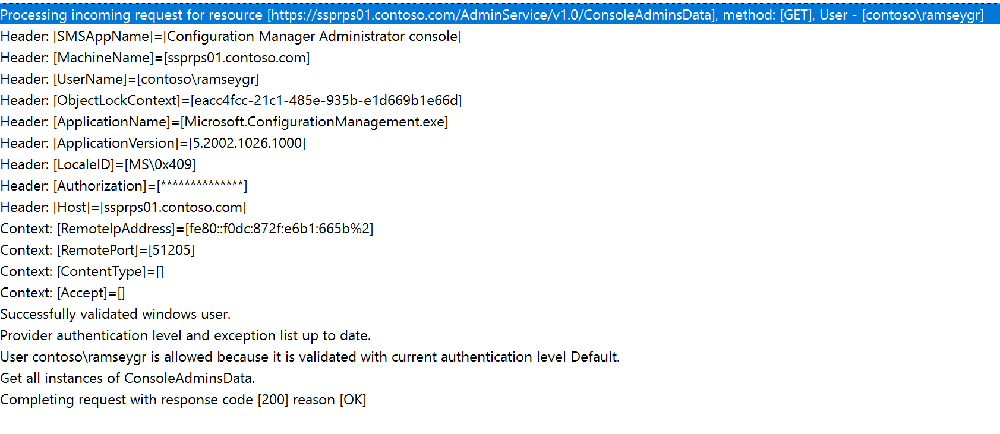 Processing incoming request for resource [https://ssprps01.contoso.com/AdminService/v1.0/ConsoleAdminsData], method: [GET], User - [contoso\ramseygr]
Header: [SMSAppName]=[Configuration Manager Administrator console]
Header: [MachineName]=[ssprps01.contoso.com]
Header: [UserName]=[contoso\ramseygr]
Header: [ObjectLockContext]=[eacc4fcc-21c1-485e-935b-e1d669b1e66d]
Header: [ApplicationName]=[Microsoft.ConfigurationManagement.exe]
Header: [ApplicationVersion]=[5.2002.1026.1000]
Header: [LocaleID]=[MS\0x409]
Header: [Authorization]=[**************]
Header: [Host]=[ssprps01.contoso.com]
Context: [RemoteIpAddress]=[fe80::f0dc:872f:e6b1:665b%2]
Context: [RemotePort]=[51205]
Context: [ContentType]=[]
Context: [Accept]=[]
Successfully validated windows user.
Provider authentication level and exception list up to date.
User contoso\ramseygr is allowed because it is validated with current authentication level Default.
Get all instances of ConsoleAdminsData.
Completing request with response code [200] reason [OK]